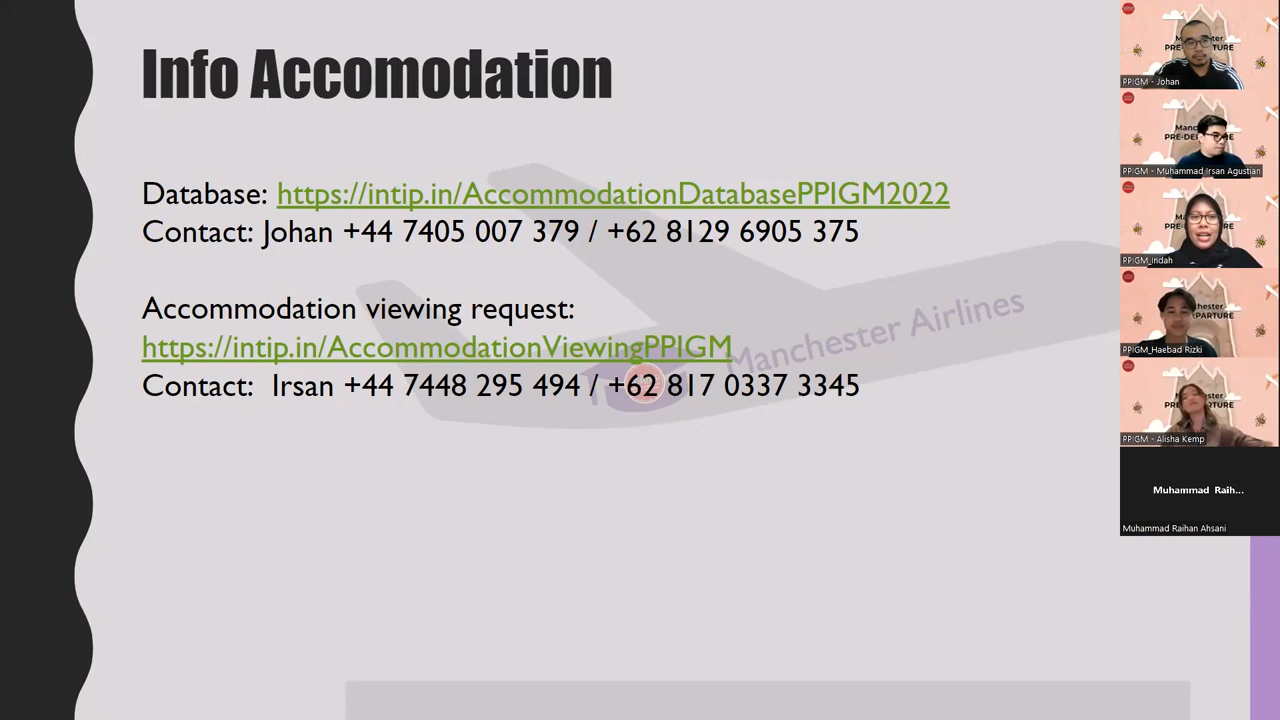 Info Accomodation
Database: https://intip.in/AccommodationDatabasePPIGM2022
Contact: Johan +44 7405 007 379 / +62 8129 6905 375
Accommodation viewing request:
https://intip.in/AccommodationViewingPPIGM
Contact: Irsan +44 7448 295 494 / +62 817 0337 3345
Manchester Airlines
PPIGM - Johan
PPIGM - Muhammad Irsan Agustian
PPIGM_Indah
PPIGM_Haebad Rizki
PPIGM - Alisha Kemp
Muhammad Raih...
Muhammad Raihan Ahsani